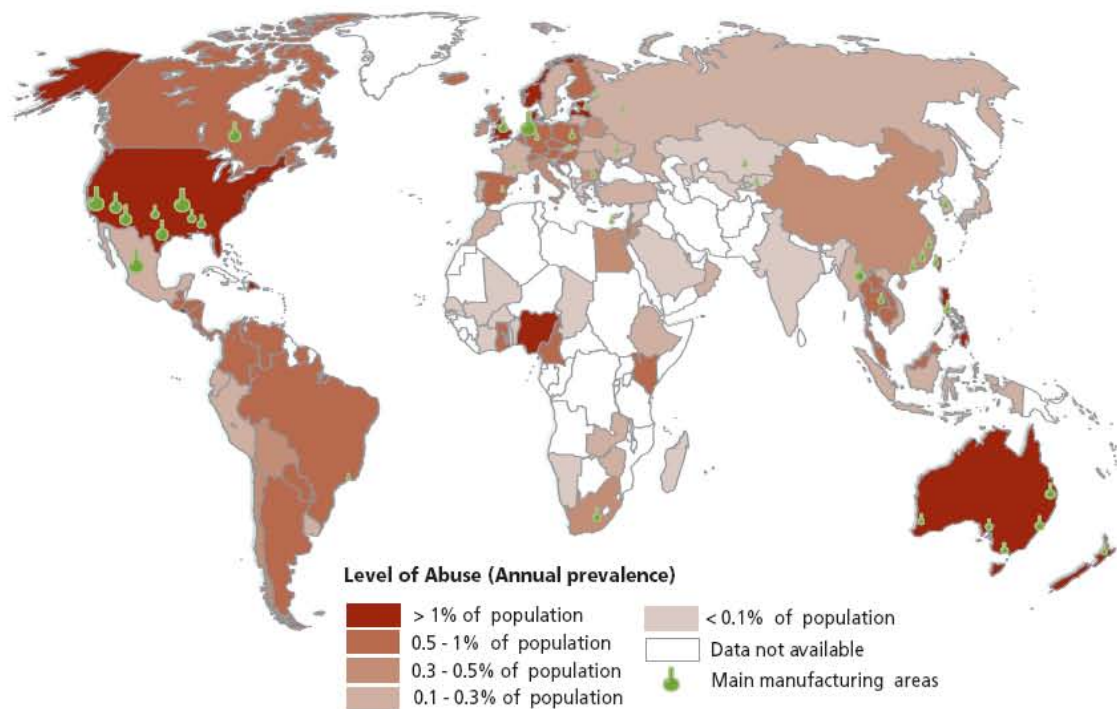 Level of Abuse (Annual prevalence)
> 1% of population
0.5 - 1% of population
0.3 - 0.5% of population
0.1 - 0.3% of population
< 0.1% of population
Data not available
Main manufacturing areas